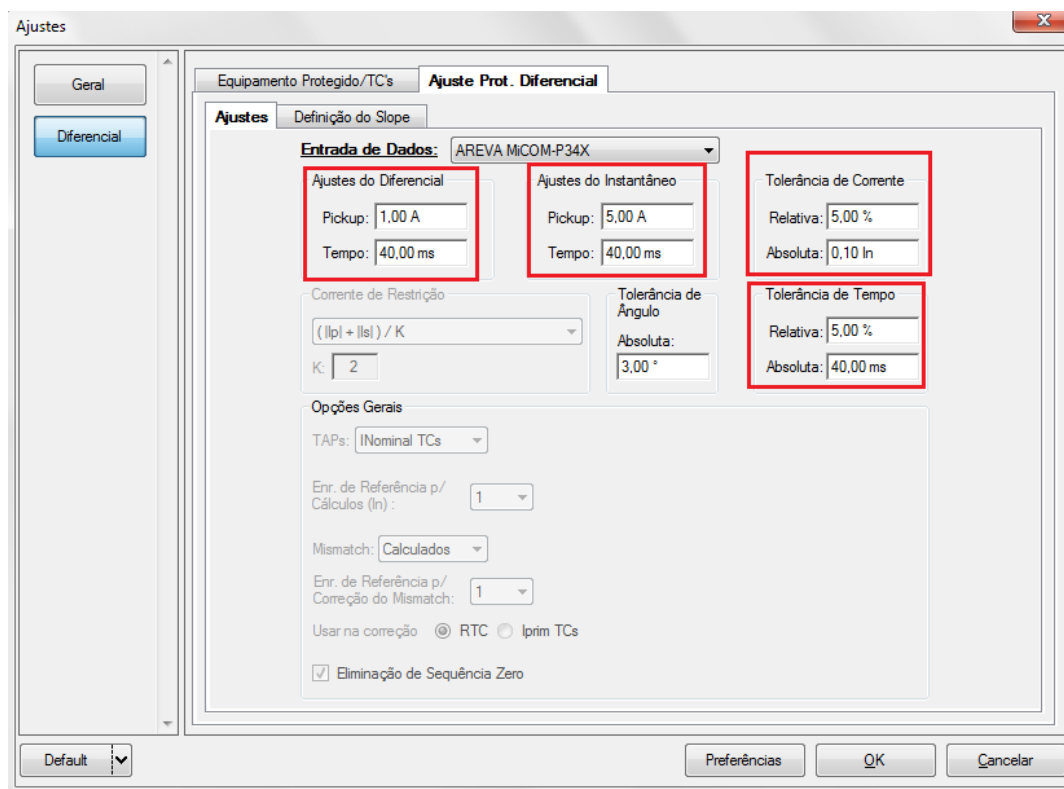 Ajustes
Geral
Diferencial
Equipamento Protegido/TC's
Ajuste Prot. Diferencial
Ajustes
Definição do Slope
Entrada de Dados: AREVA MiCOM-P34X
Ajustes do Diferencial
Pickup: 1,00 A
Tempo: 40,00 ms
Ajustes do Instantâneo
Pickup: 5,00 A
Tempo: 40,00 ms
Tolerância de Corrente
Relativa: 5,00 %
Absoluta: 0,10 In
Corrente de Restrição
( |Ip| + |Is| ) / K
K: 2
Tolerância de
Ângulo
Absoluta:
3,00 °
Tolerância de Tempo
Relativa: 5,00 %
Absoluta: 40,00 ms
Opções Gerais
TAPs: INominal TCs
Enr. de Referência p/
Cálculos (In) : 1
Mismatch: Calculados
Enr. de Referência p/
Correção do Mismatch: 1
Usar na correção RTC Iprim TCs
Eliminação de Sequência Zero
Default
Preferências
OK
Cancelar